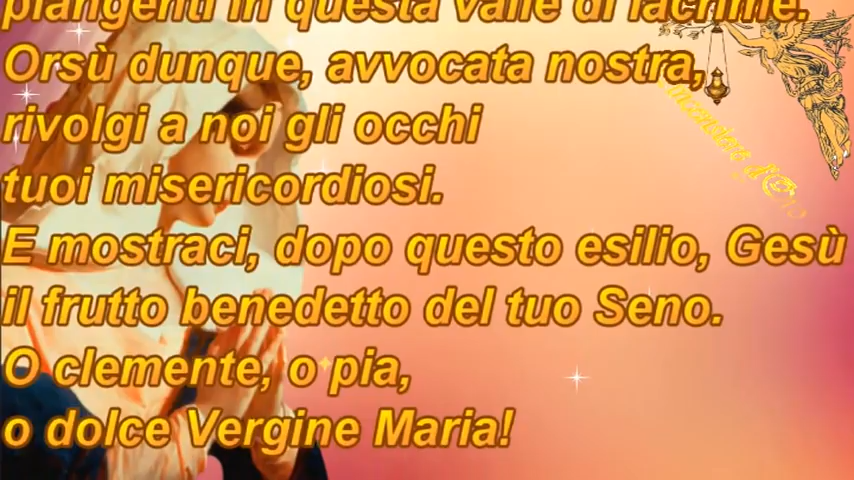 piangenti in questa valle di lacrime.
Orsù dunque, avvocata nostra,
rivolgi a noi gli occhi
tuoi misericordiosi.
E mostraci, dopo questo esilio, Gesù
il frutto benedetto del tuo Seno.
O clemente, o pia,
o dolce Vergine Maria!